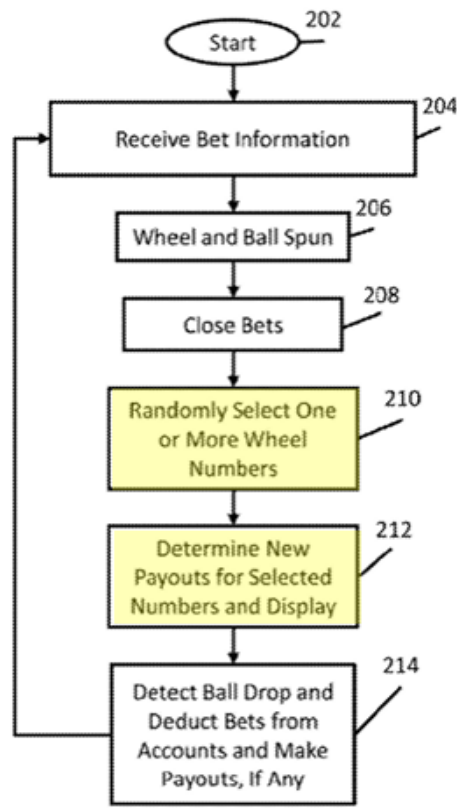 202
Start
204
Receive Bet Information
206
Wheel and Ball Spun
208
Close Bets
210
Randomly Select One
or More Wheel
Numbers
212
Determine New
Payouts for Selected
Numbers and Display
214
Detect Ball Drop and
Deduct Bets from
Accounts and Make
Payouts, If Any